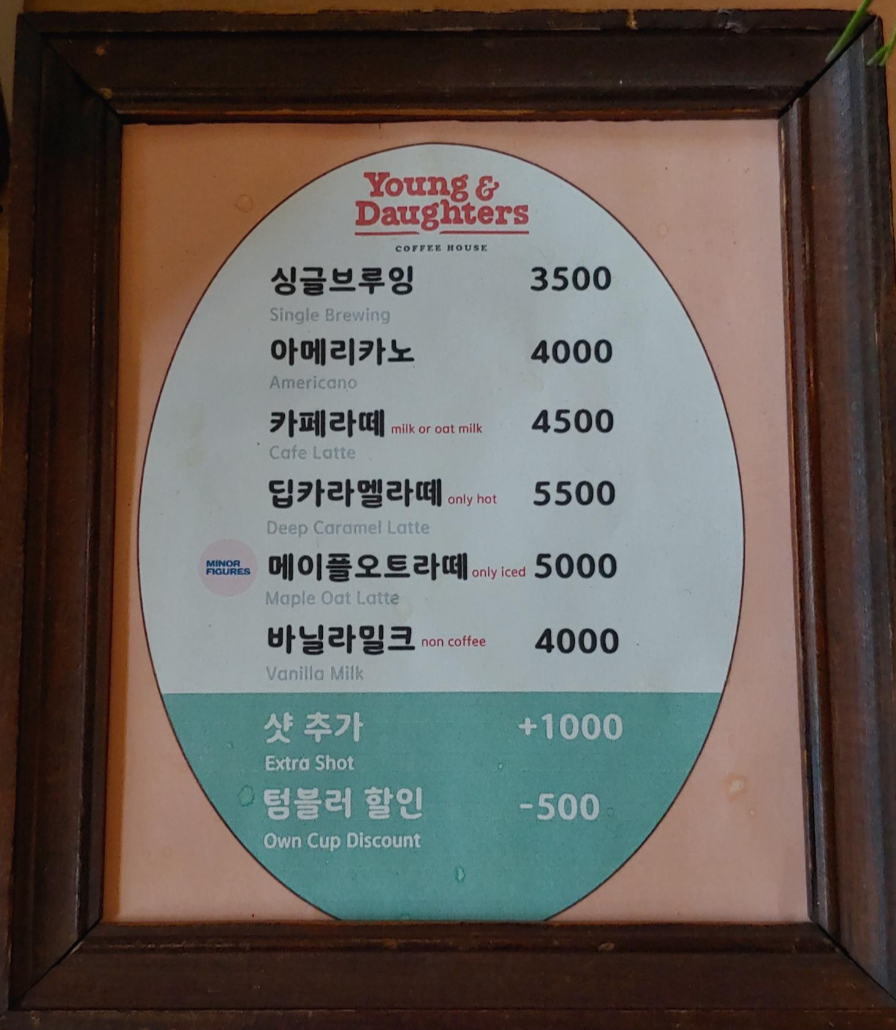 Young &
Daughters
COFFEE HOUSE
싱글브루잉 3500
Single Brewing
아메리카노 4000
Americano
카페라떼 milk or oat milk 4500
Cafe Latte
딥카라멜라떼 only hot 5500
Deep Caramel Latte
MINOR
FIGURES
메이플오트라떼 only iced 5000
Maple Oat Latte
바닐라밀크 non coffee 4000
Vanilla Milk
샷 추가 +1000
Extra Shot
텀블러 할인 -500
Own Cup Discount